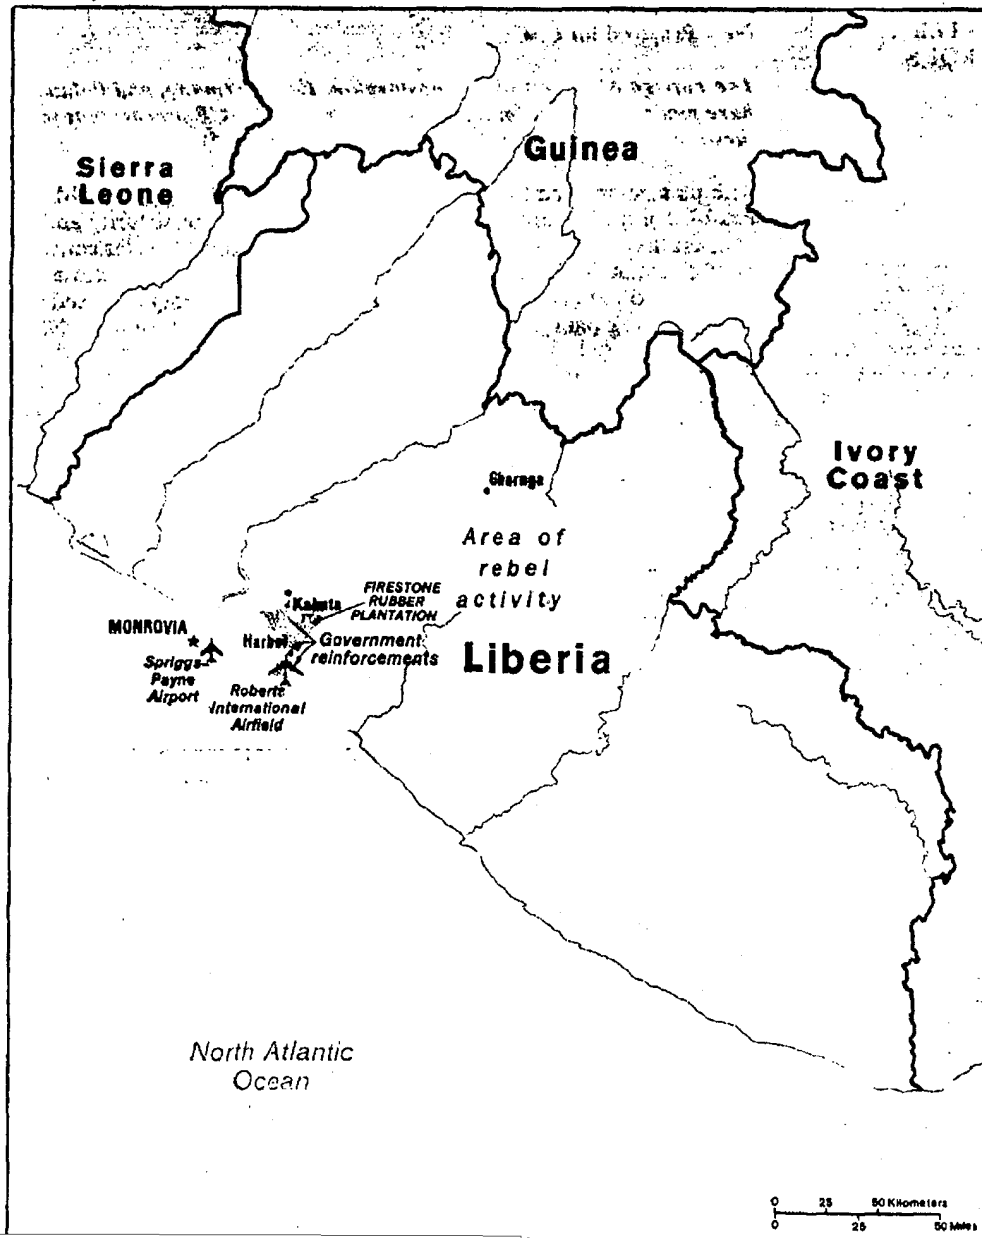 Guinea
Sierra
Leone
Ivory
Coast
Gbarnga
Area of
rebel
activity
FIRESTONE
RUBBER
PLANTATION
Kakata
MONROVIA
Harbel
Government
reinforcements
Liberia
Spriggs-
Payne
Airport
Roberts
International
Airfield
North Atlantic
Ocean
0 25 50 Kilometers
0 25 50 Miles